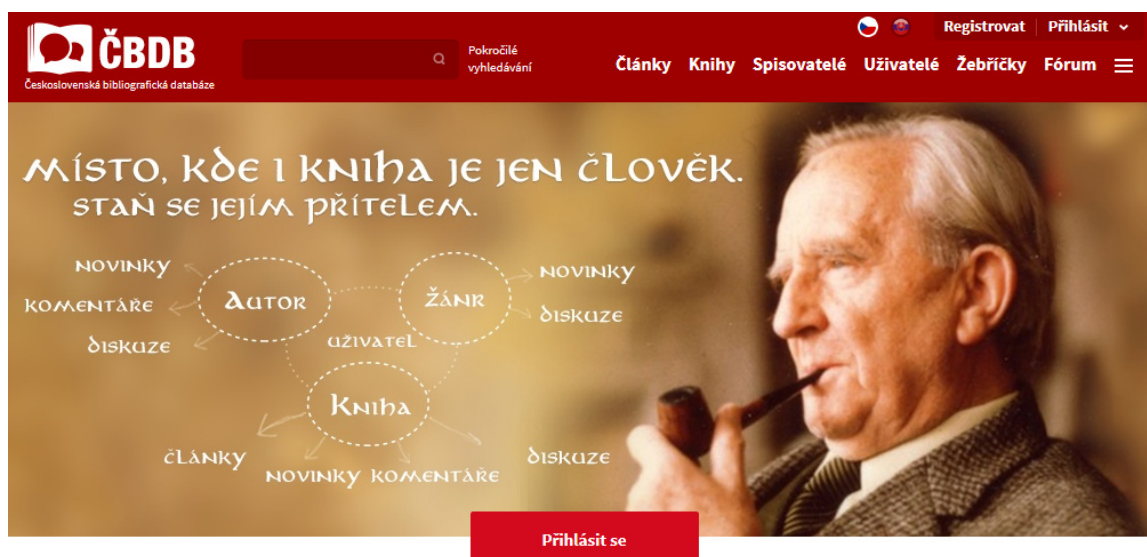 ČBDB
Československá bibliografická databáze
Pokročilé
vyhledávání
Registrovat
Přihlásit
Články
Knihy
Spisovatelé
Uživatelé
Žebříčky
Fórum
Místo, kde i kniha je jen člověk.
Staň se jejím přítelem.
novinky
komentáře
diskuze
Autor
Žánr
novinky
diskuze
uživatel
Kniha
články
novinky
komentáře
diskuze
Přihlásit se